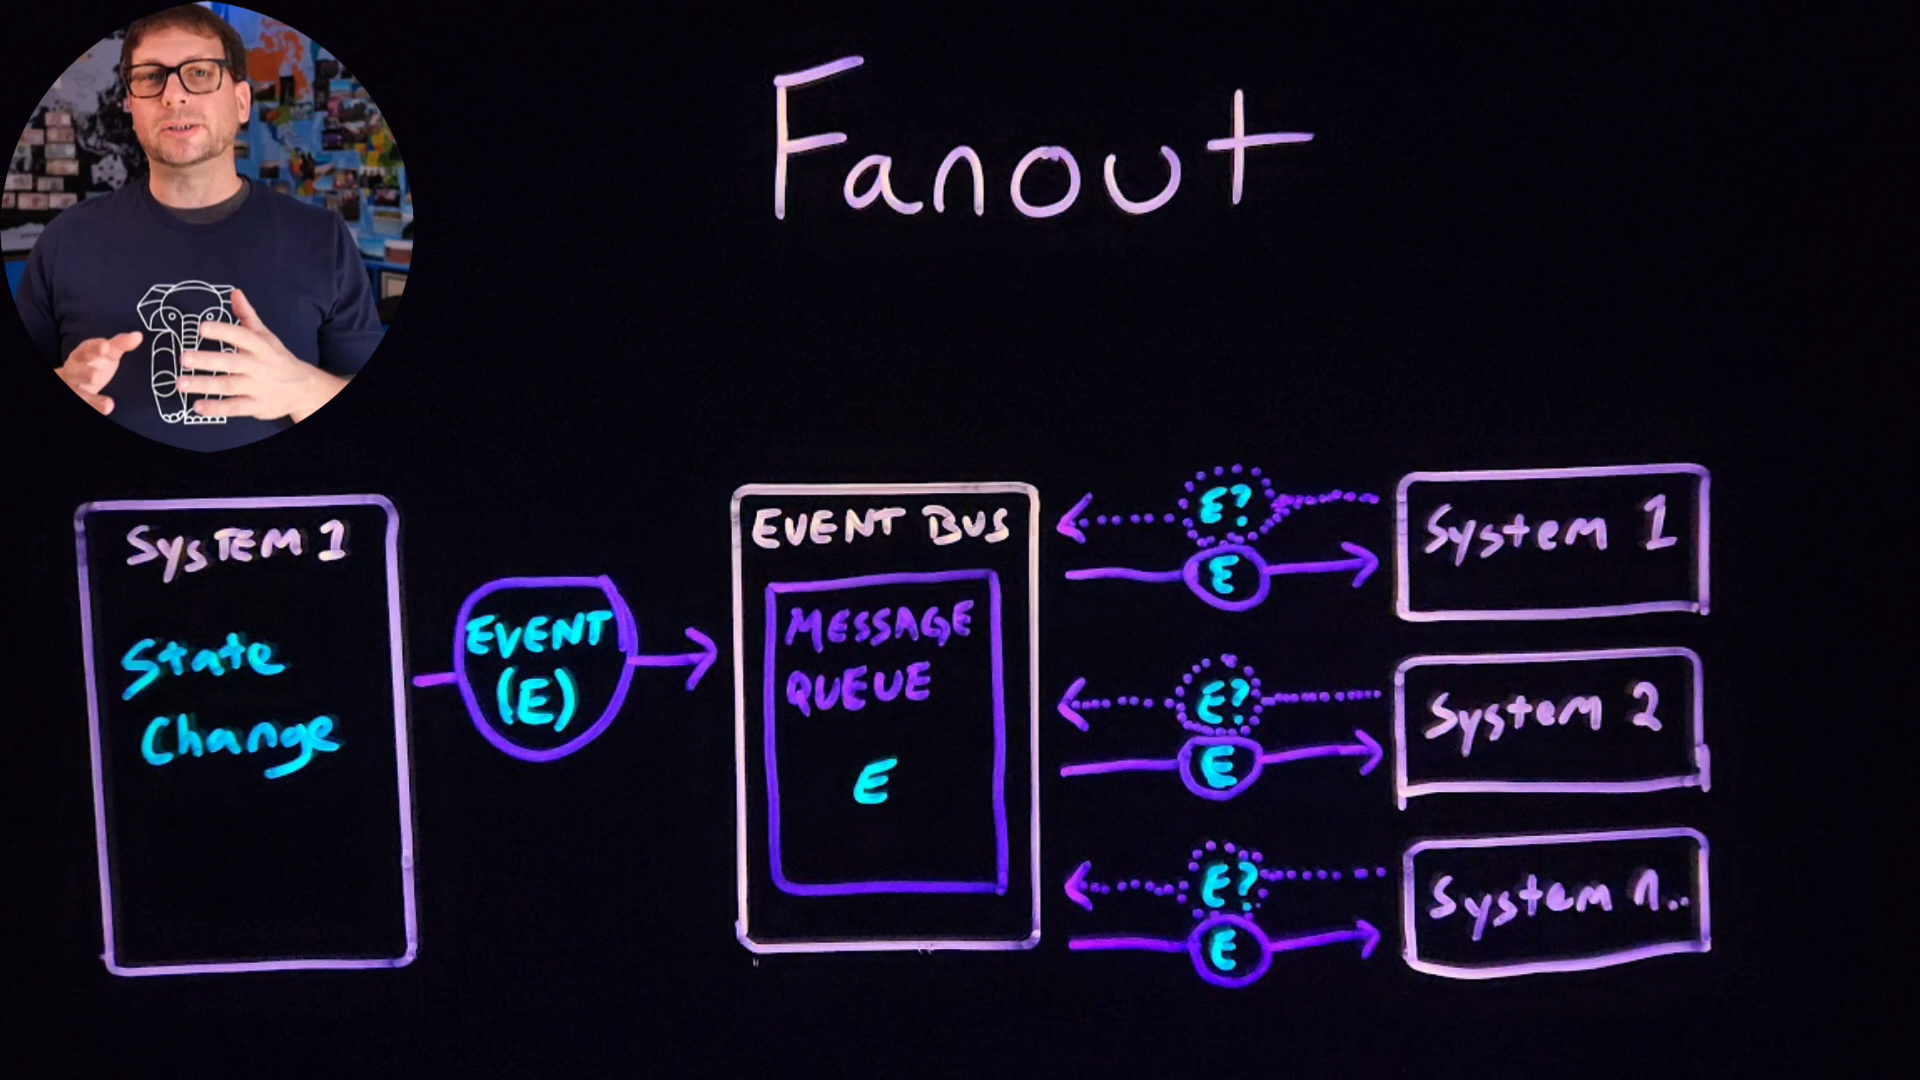 Fanout
SYSTEM 1
State
Change
EVENT
(E)
EVENT BUS
MESSAGE
QUEUE
E
E?
E
System 1
E?
E
System 2
E?
E
System n..